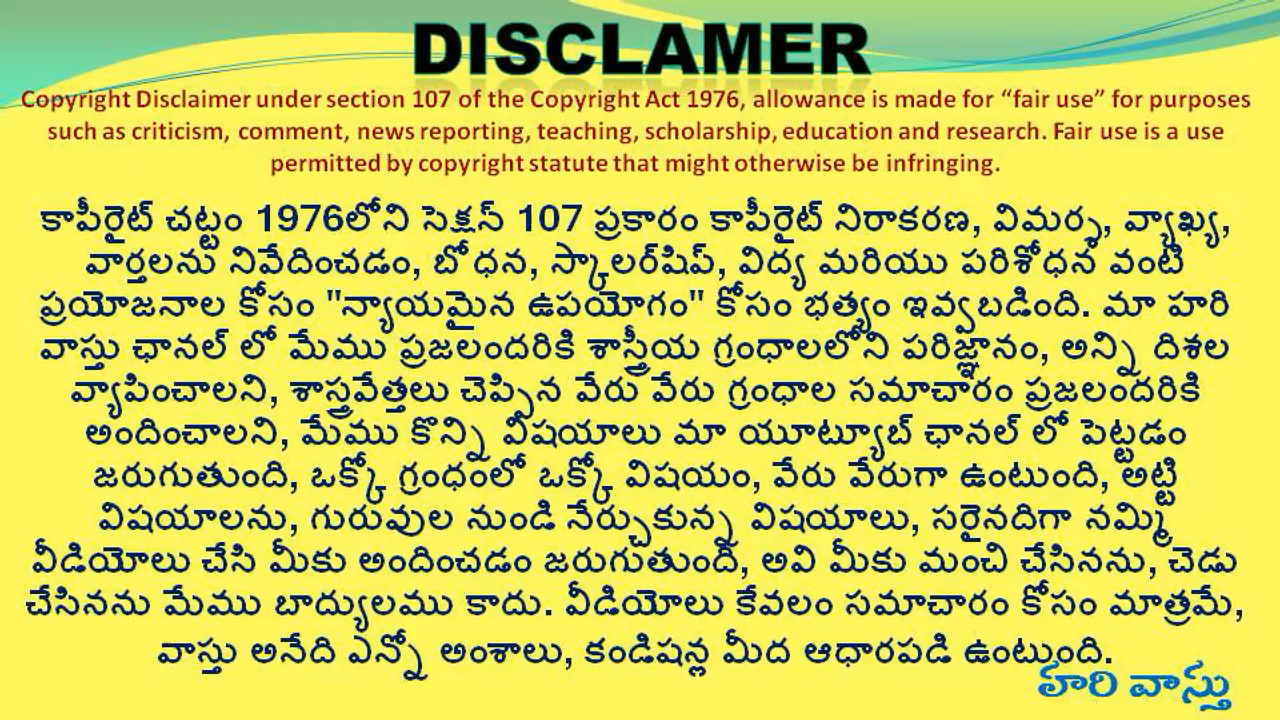 DISCLAMER
Copyright Disclaimer under section 107 of the Copyright Act 1976, allowance is made for “fair use” for purposes
such as criticism, comment, news reporting, teaching, scholarship, education and research. Fair use is a use
permitted by copyright statute that might otherwise be infringing.
కాపీరైట్ చట్టం 1976లోని సెక్షన్ 107 ప్రకారం కాపీరైట్ నిరాకరణ, విమర్శ, వ్యాఖ్య,
వార్తలను నివేదించడం, బోధన, స్కాలర్‌షిప్, విద్య మరియు పరిశోధన వంటి
ప్రయోజనాల కోసం "న్యాయమైన ఉపయోగం" కోసం భత్యం ఇవ్వబడింది. మా హరి
వాస్తు ఛానల్ లో మేము ప్రజలందరికి శాస్త్రీయ గ్రంధాలలోని పరిజ్ఞానం, అన్ని దిశల
వ్యాపించాలని, శాస్త్రవేత్తలు చెప్పిన వేరు వేరు గ్రంధాల సమాచారం ప్రజలందరికి
అందించాలని, మేము కొన్ని విషయాలు మా యూట్యూబ్ ఛానల్ లో పెట్టడం
జరుగుతుంది, ఒక్కో గ్రంధంలో ఒక్కో విషయం, వేరు వేరుగా ఉంటుంది, అట్టి
విషయాలను, గురువుల నుండి నేర్చుకున్న విషయాలు, సరైనదిగా నమ్మి
వీడియోలు చేసి మీకు అందించడం జరుగుతుంది, అవి మీకు మంచి చేసినను, చెడు
చేసినను మేము బాద్యులము కాదు. వీడియోలు కేవలం సమాచారం కోసం మాత్రమే,
వాస్తు అనేది ఎన్నో అంశాలు, కండిషన్ల మీద ఆధారపడి ఉంటుంది.
హరి వాస్తు